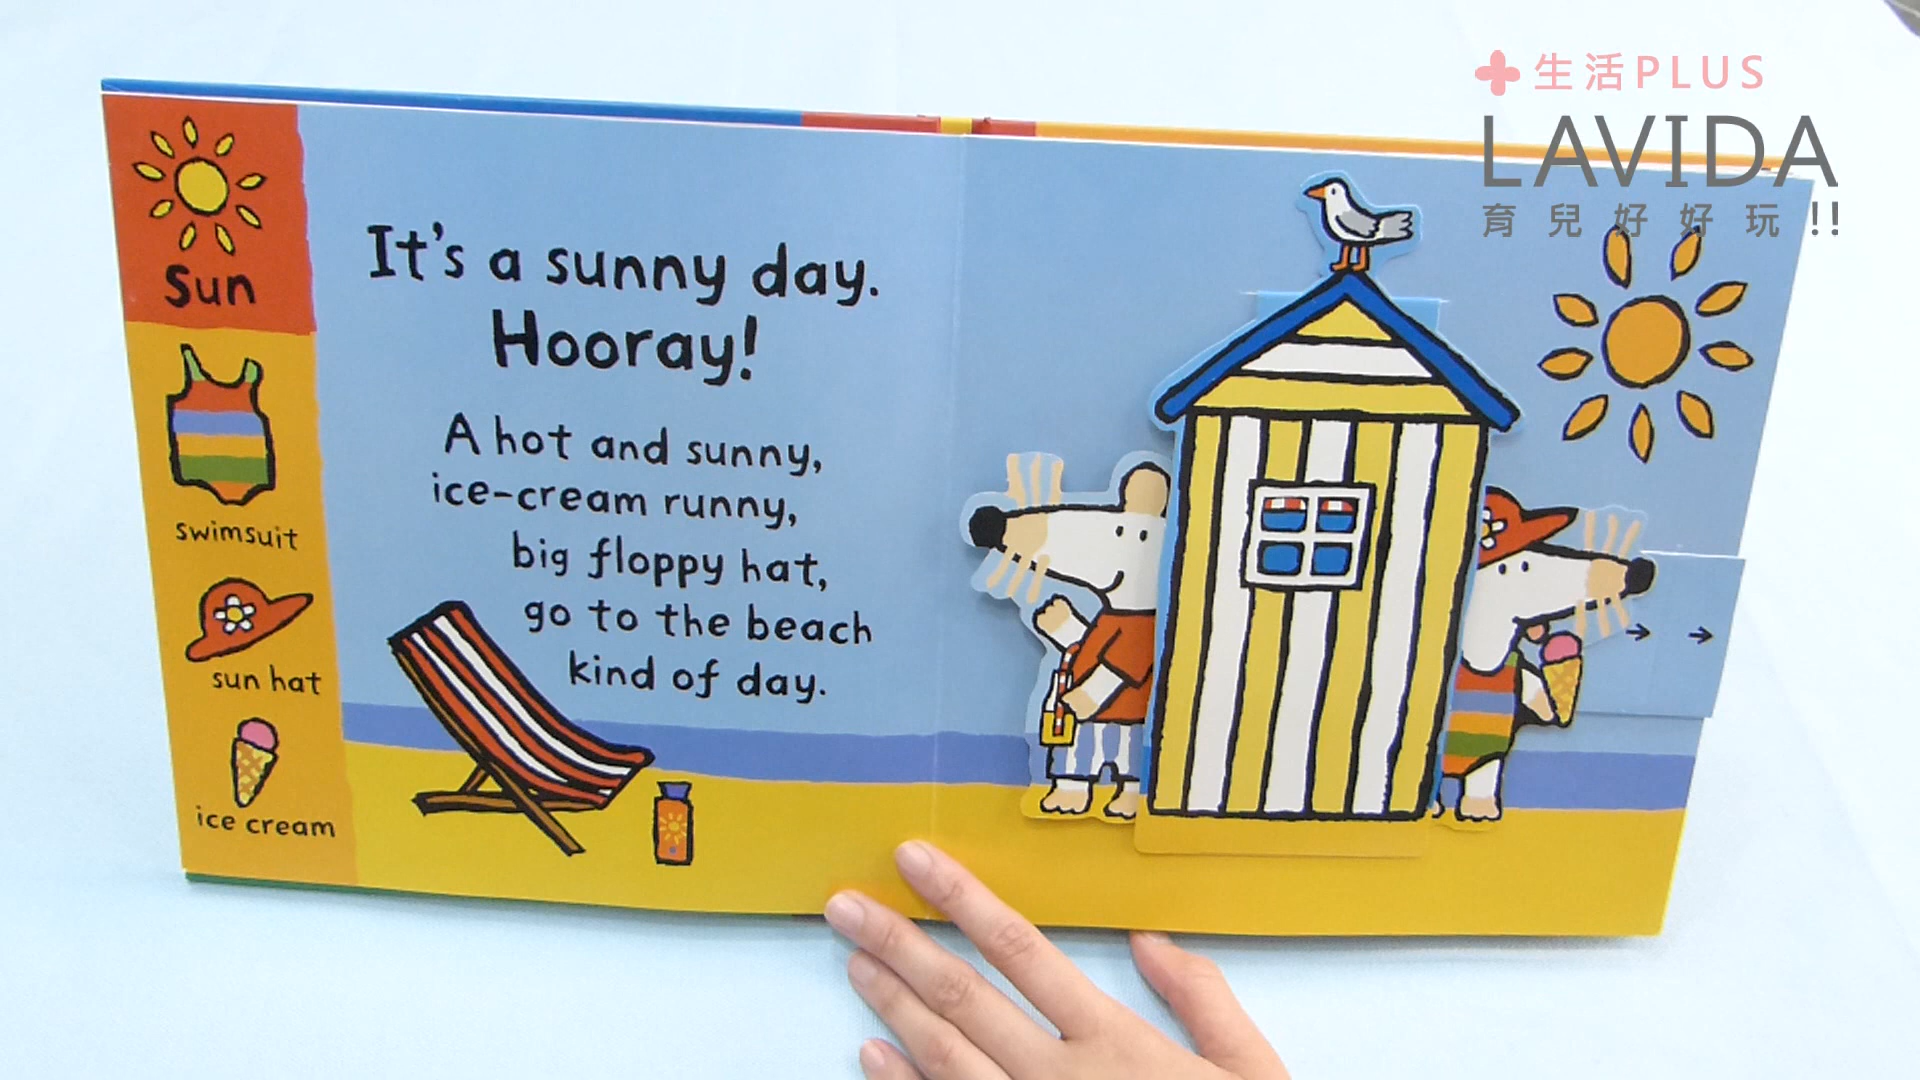 生活PLUS
LAVIDA
育兒好好玩!!
Sun
swimsuit
sun hat
ice cream
It's a sunny day.
Hooray!
A hot and sunny,
ice-cream runny,
big floppy hat,
go to the beach
kind of day.